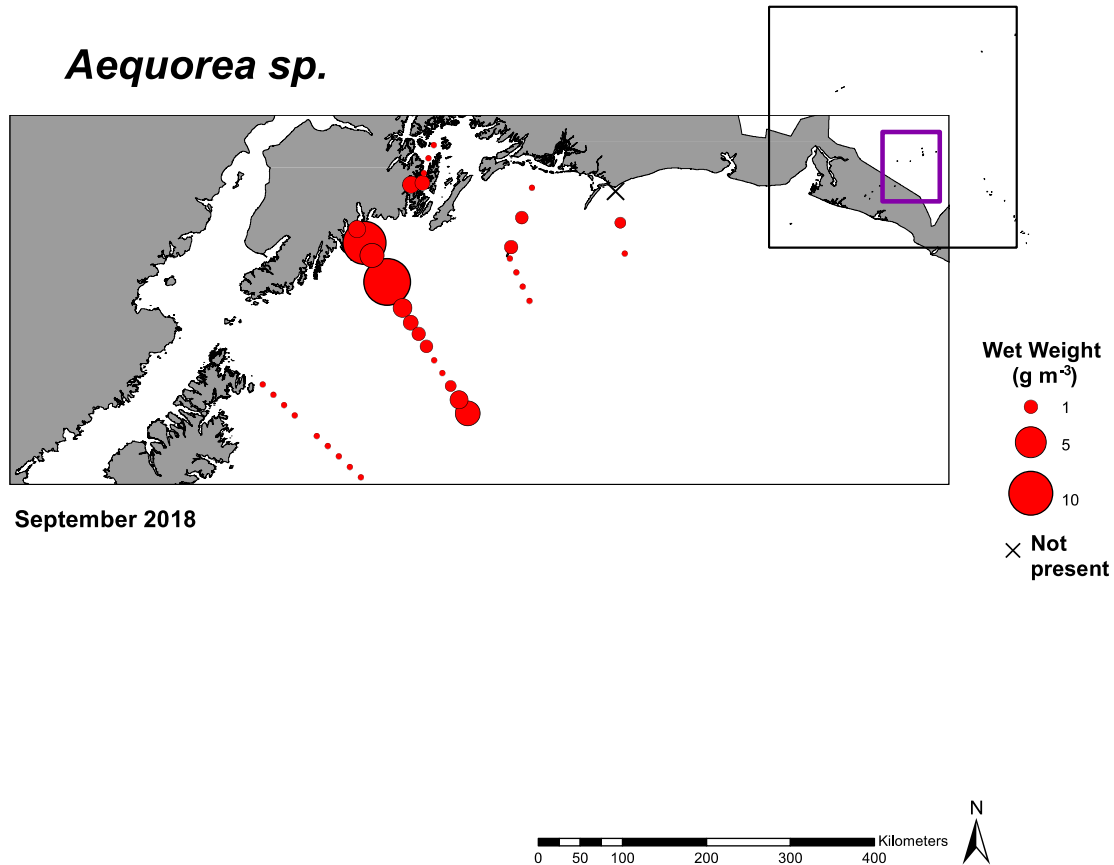 Aequorea sp.
Wet Weight
(g m⁻³)
1
5
10
Not
present
September 2018
N
Kilometers
0 50 100 200 300 400